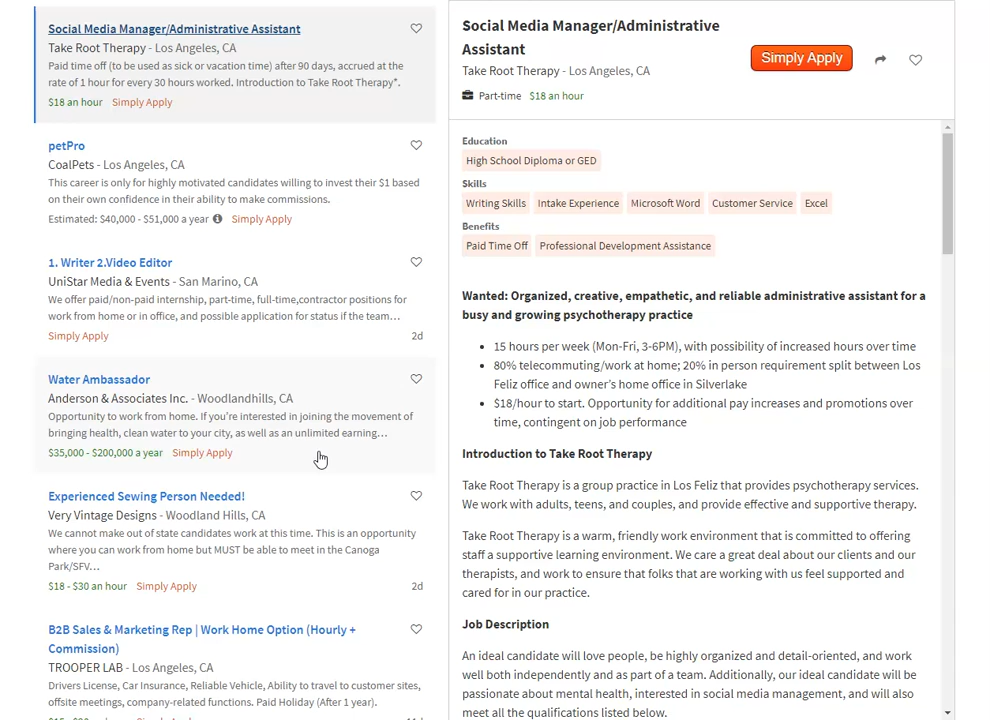 Social Media Manager/Administrative Assistant
Take Root Therapy - Los Angeles, CA
Paid time off (to be used as sick or vacation time) after 90 days, accrued at the
rate of 1 hour for every 30 hours worked. Introduction to Take Root Therapy*.
$18 an hour Simply Apply
petPro
CoalPets - Los Angeles, CA
This career is only for highly motivated candidates willing to invest their $1 based
on their own confidence in their ability to make commissions.
Estimated: $40,000 - $51,000 a year Simply Apply
1. Writer 2.Video Editor
UniStar Media & Events - San Marino, CA
We offer paid/non-paid internship, part-time, full-time,contractor positions for
work from home or in office, and possible application for status if the team…
Simply Apply 2d
Water Ambassador
Anderson & Associates Inc. - Woodlandhills, CA
Opportunity to work from home. If you're interested in joining the movement of
bringing health, clean water to your city, as well as an unlimited earning…
$35,000 - $200,000 a year Simply Apply
Experienced Sewing Person Needed!
Very Vintage Designs - Woodland Hills, CA
We cannot make out of state candidates work at this time. This is an opportunity
where you can work from home but MUST be able to meet in the Canoga
Park/SFV…
$18 - $30 an hour Simply Apply 2d
B2B Sales & Marketing Rep | Work Home Option (Hourly +
Commission)
TROOPER LAB - Los Angeles, CA
Drivers License, Car Insurance, Reliable Vehicle, Ability to travel to customer sites,
offsite meetings, company-related functions. Paid Holiday (After 1 year).
Social Media Manager/Administrative
Assistant
Take Root Therapy - Los Angeles, CA
Part-time $18 an hour
Simply Apply
Education
High School Diploma or GED
Skills
Writing Skills Intake Experience Microsoft Word Customer Service Excel
Benefits
Paid Time Off Professional Development Assistance
Wanted: Organized, creative, empathetic, and reliable administrative assistant for a
busy and growing psychotherapy practice
• 15 hours per week (Mon-Fri, 3-6PM), with possibility of increased hours over time
• 80% telecommuting/work at home; 20% in person requirement split between Los
Feliz office and owner's home office in Silverlake
• $18/hour to start. Opportunity for additional pay increases and promotions over
time, contingent on job performance
Introduction to Take Root Therapy
Take Root Therapy is a group practice in Los Feliz that provides psychotherapy services.
We work with adults, teens, and couples, and provide effective and supportive therapy.
Take Root Therapy is a warm, friendly work environment that is committed to offering
staff a supportive learning environment. We care a great deal about our clients and our
therapists, and work to ensure that folks that are working with us feel supported and
cared for in our practice.
Job Description
An ideal candidate will love people, be highly organized and detail-oriented, and work
well both independently and as part of a team. Additionally, our ideal candidate will be
passionate about mental health, interested in social media management, and will also
meet all the qualifications listed below.